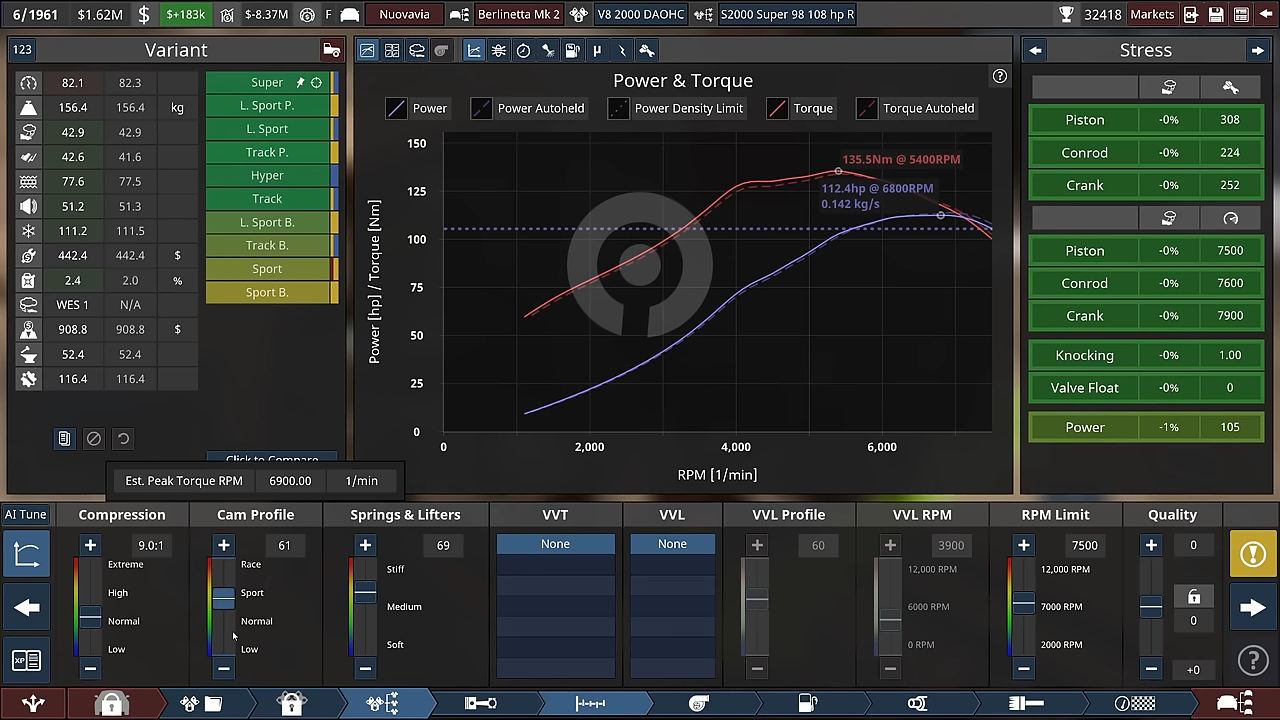 6/1961 $ $1.62M $+183k $-8.37M F Nuovavia Berlinetta Mk 2 V8 2000 DAOHC S2000 Super 98 108 hp R 32418 Markets
123 Variant
82.1 82.3
156.4 156.4 kg
42.9 42.9
42.6 41.6
77.6 77.5
51.2 51.3
111.2 111.5
442.4 442.4 $
2.4 2.0 %
WES 1 N/A
908.8 908.8 $
52.4 52.4
116.4 116.4
Super
L. Sport P.
L. Sport
Track P.
Hyper
Track
L. Sport B.
Track B.
Sport
Sport B.
Click to Compare
Est. Peak Torque RPM 6900.00 1/min
Power & Torque
Power Power Autoheld Power Density Limit Torque Torque Autoheld
Power [hp] / Torque [Nm]
150
125
100
75
50
25
0
135.5Nm @ 5400RPM
112.4hp @ 6800RPM
0.142 kg/s
0 2,000 4,000 6,000
RPM [1/min]
Stress
Piston -0% 308
Conrod -0% 224
Crank -0% 252
Piston -0% 7500
Conrod -0% 7600
Crank -0% 7900
Knocking -0% 1.00
Valve Float -0% 0
Power -1% 105
AI Tune Compression Cam Profile Springs & Lifters VVT VVL VVL Profile VVL RPM RPM Limit Quality
+ 9.0:1 + 61 + 69 None None + 60 + 3900 + 7500 + 0
Extreme
High
Normal
Low
Race
Sport
Normal
Low
Stiff
Medium
Soft
12,000 RPM
6000 RPM
0 RPM
12,000 RPM
7000 RPM
2000 RPM
0
+0
XP